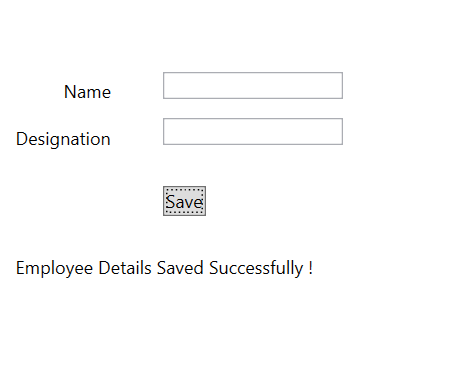 Name
Designation
Save
Employee Details Saved Successfully !